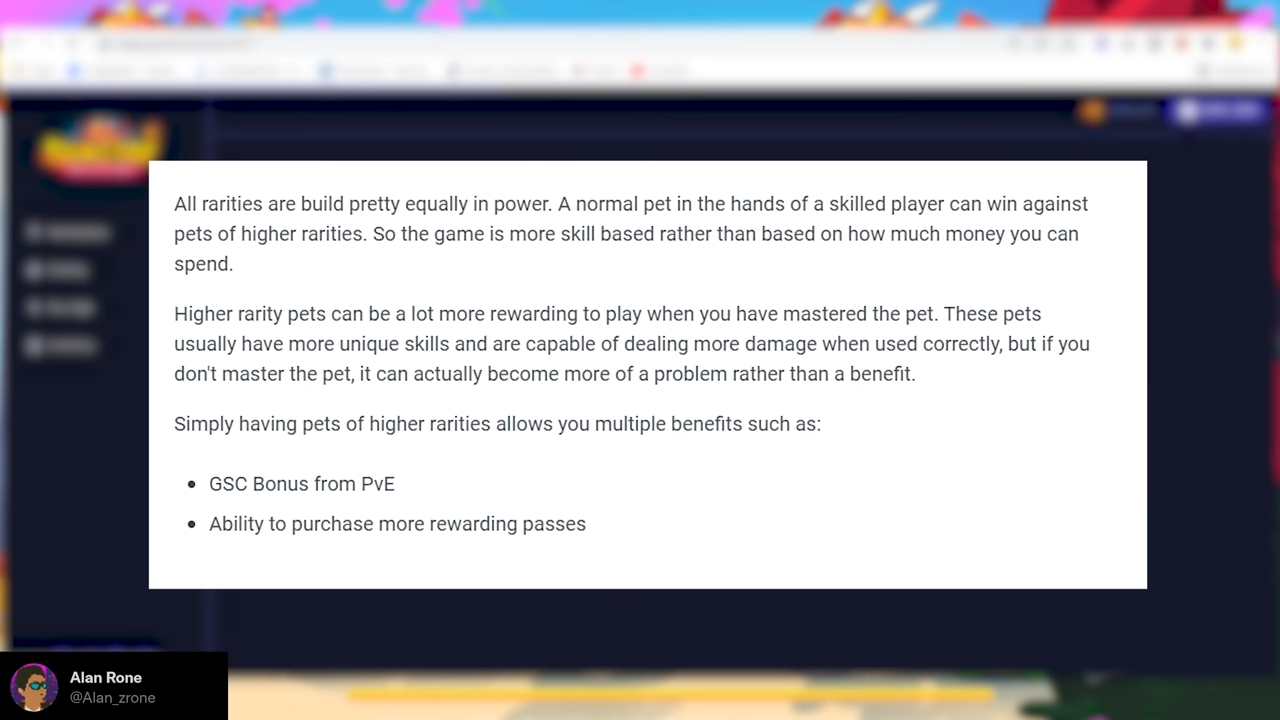 All rarities are build pretty equally in power. A normal pet in the hands of a skilled player can win against
pets of higher rarities. So the game is more skill based rather than based on how much money you can
spend.
Higher rarity pets can be a lot more rewarding to play when you have mastered the pet. These pets
usually have more unique skills and are capable of dealing more damage when used correctly, but if you
don't master the pet, it can actually become more of a problem rather than a benefit.
Simply having pets of higher rarities allows you multiple benefits such as:
• GSC Bonus from PvE
• Ability to purchase more rewarding passes
Alan Rone
@Alan_zrone